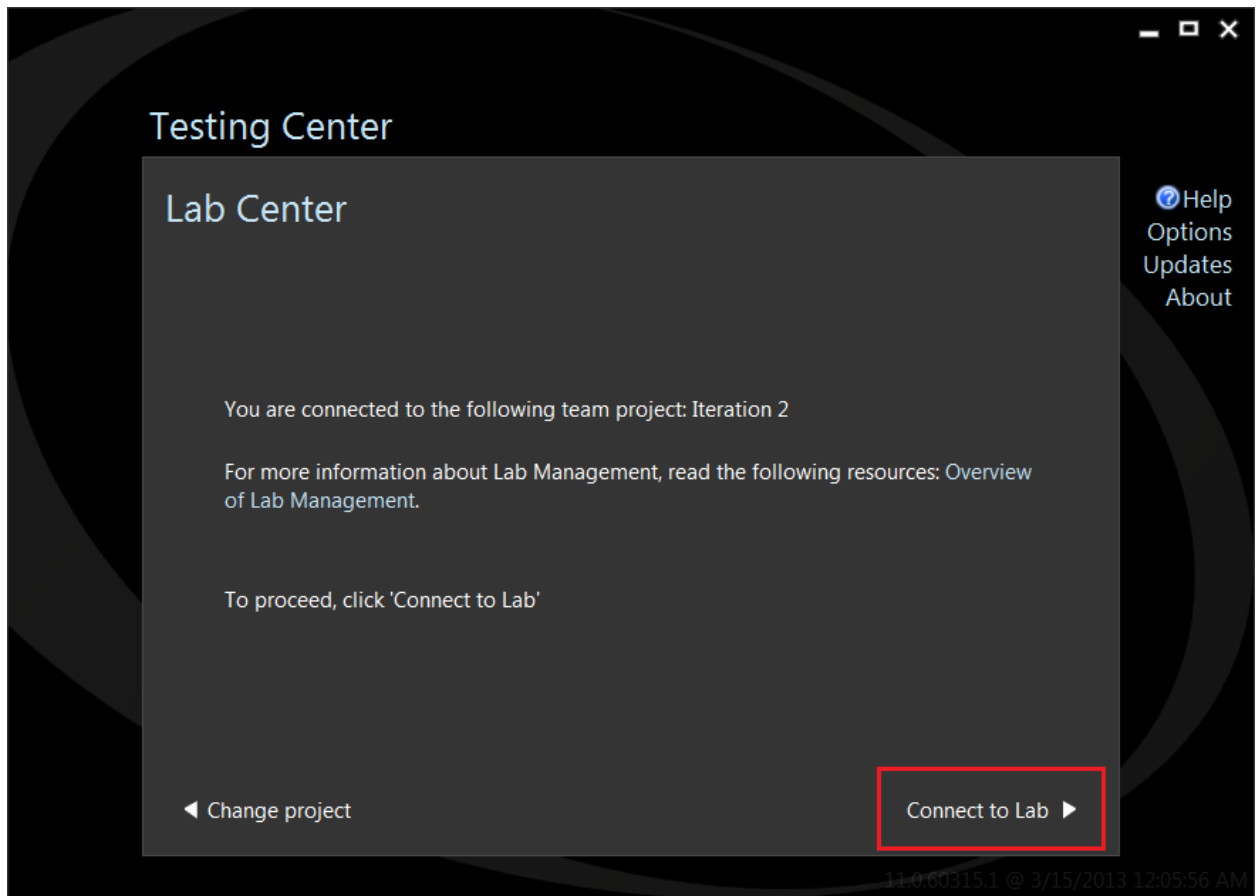 Testing Center
Lab Center
Help
Options
Updates
About
You are connected to the following team project: Iteration 2
For more information about Lab Management, read the following resources: Overview
of Lab Management.
To proceed, click 'Connect to Lab'
Change project
Connect to Lab
11.0.60315.1 @ 3/15/2013 12:05:56 AM